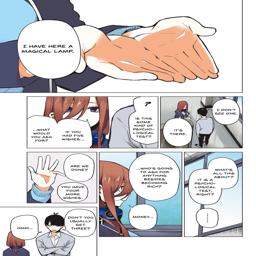 I HAVE HERE A
MAGICAL LAMP.
I DON'T
SEE ONE.
IT'S
THERE.
IS THIS
SOME
KIND OF
PSYCHO-
LOGICAL
TEST?
IF YOU
HAD FIVE
WISHES...
...WHAT
WOULD YOU
ASK FOR?
WHAT'S
ALL THIS
ABOUT?
IT IS A
PSYCHO-
LOGICAL
TEST,
RIGHT?
...WHO'S
GOING TO
ASK FOR
ANYTHING
BESIDES
BECOMING
RICH?
MONEY...
ARE WE
DONE?
YOU HAVE
FOUR
MORE
WISHES.
DON'T YOU
USUALLY
GET
THREE?
HMM...